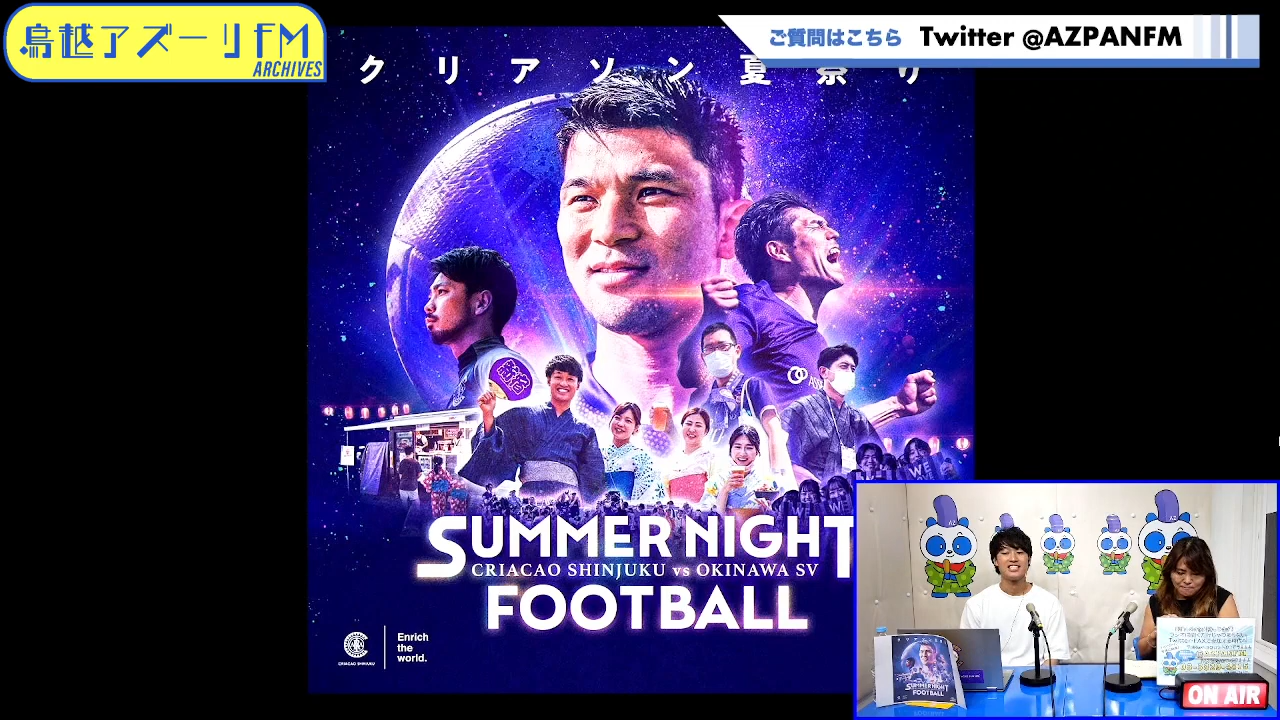 鳥越アズーリFM
ARCHIVES
ご質問はこちら Twitter @AZPANFM
クリアソン夏祭り
SUMMER NIGHT
CRIACAO SHINJUKU vs OKINAWA SV
FOOTBALL
CRIACAO SHINJUKU
Enrich
the
world.
SUMMER NIGHT
FOOTBALL
ON AIR